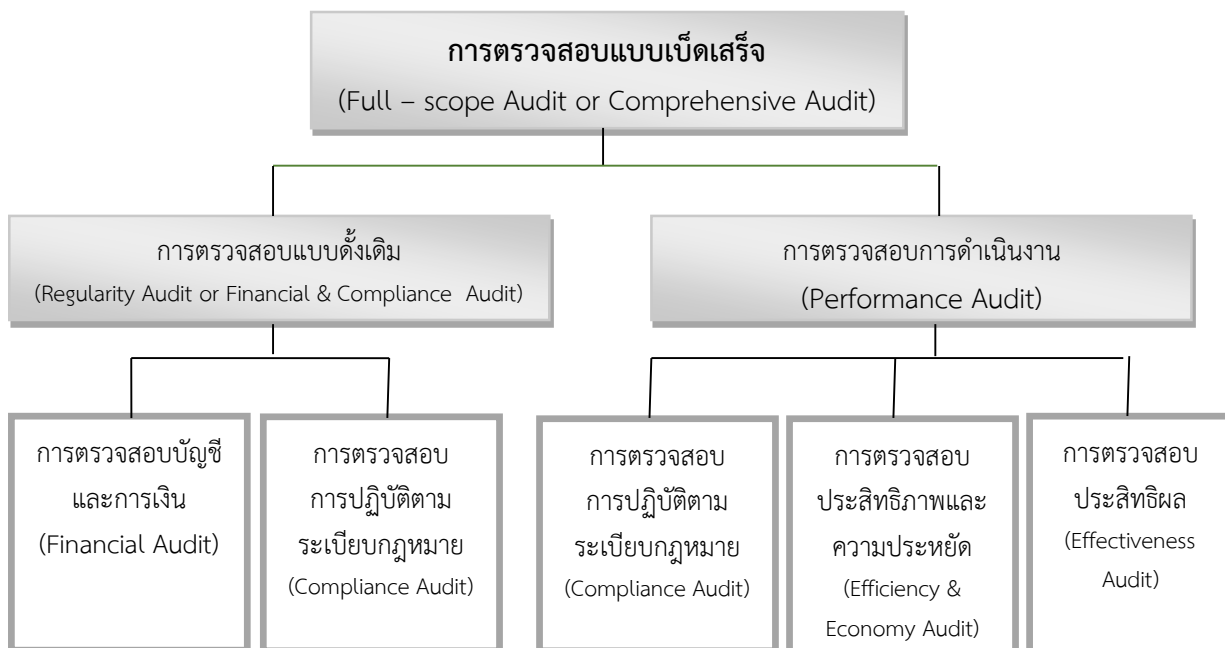 การตรวจสอบแบบเบ็ดเสร็จ
(Full – scope Audit or Comprehensive Audit)
การตรวจสอบแบบดั้งเดิม
(Regularity Audit or Financial & Compliance Audit)
การตรวจสอบการดำเนินงาน
(Performance Audit)
การตรวจสอบบัญชี
และการเงิน
(Financial Audit)
การตรวจสอบ
การปฏิบัติตาม
ระเบียบกฎหมาย
(Compliance Audit)
การตรวจสอบ
การปฏิบัติตาม
ระเบียบกฎหมาย
(Compliance Audit)
การตรวจสอบ
ประสิทธิภาพและ
ความประหยัด
(Efficiency &
Economy Audit)
การตรวจสอบ
ประสิทธิผล
(Effectiveness
Audit)